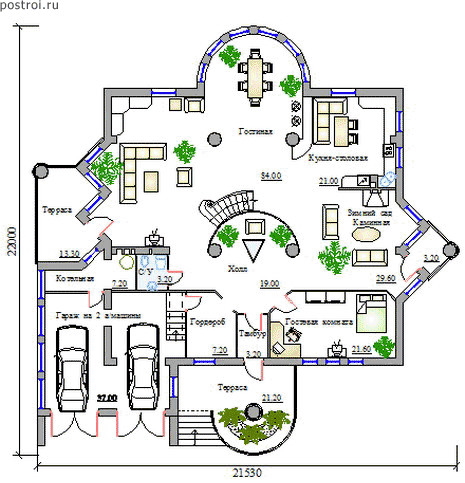 postroi.ru
Гостиная
84.00
Кухня-столовая
21.00
Терраса
13.30
Зимний сад
Каминная
29.60
3.20
Холл
19.00
С/У
3.20
Котельная
7.20
Гараж на 2 а/машины
37.00
Гордероб
7.20
Тамбур
3.20
Гостевая комната
21.60
Терраса
21.20
22000
21530